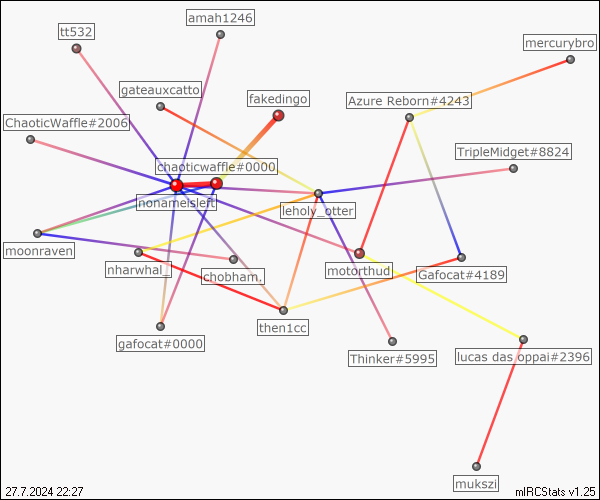 amah1246
tt532
mercurybro
gateauxcatto
fakedingo
Azure Reborn#4243
ChaoticWaffle#2006
TripleMidget#8824
chaoticwaffle#0000
nonameisleft
leholy_otter
moonraven
nharwhal_
chobham,
motorthud
Gafocat#4189
then1cc
gafocat#0000
Thinker#5995
lucas das oppai#2396
mukszi
27.7.2024 22:27
mIRCStats v1.25